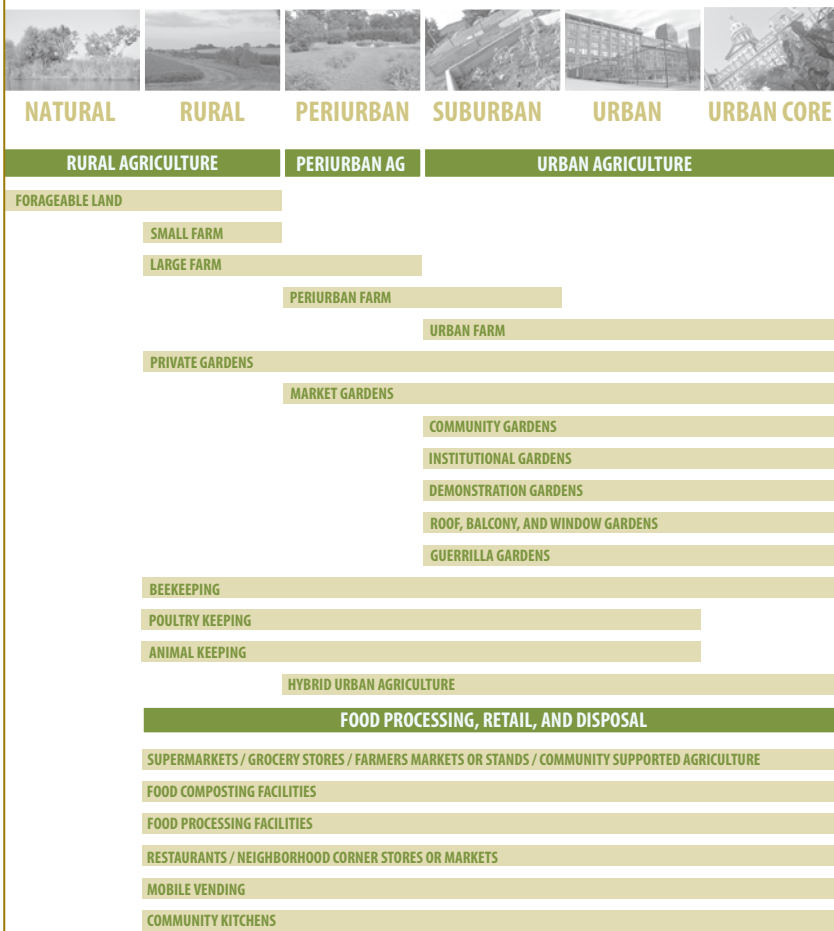 NATURAL RURAL PERIURBAN SUBURBAN URBAN URBAN CORE
RURAL AGRICULTURE PERIURBAN AG URBAN AGRICULTURE
FORAGEABLE LAND
SMALL FARM
LARGE FARM
PERIURBAN FARM
URBAN FARM
PRIVATE GARDENS
MARKET GARDENS
COMMUNITY GARDENS
INSTITUTIONAL GARDENS
DEMONSTRATION GARDENS
ROOF, BALCONY, AND WINDOW GARDENS
GUERRILLA GARDENS
BEEKEEPING
POULTRY KEEPING
ANIMAL KEEPING
HYBRID URBAN AGRICULTURE
FOOD PROCESSING, RETAIL, AND DISPOSAL
SUPERMARKETS / GROCERY STORES / FARMERS MARKETS OR STANDS / COMMUNITY SUPPORTED AGRICULTURE
FOOD COMPOSTING FACILITIES
FOOD PROCESSING FACILITIES
RESTAURANTS / NEIGHBORHOOD CORNER STORES OR MARKETS
MOBILE VENDING
COMMUNITY KITCHENS